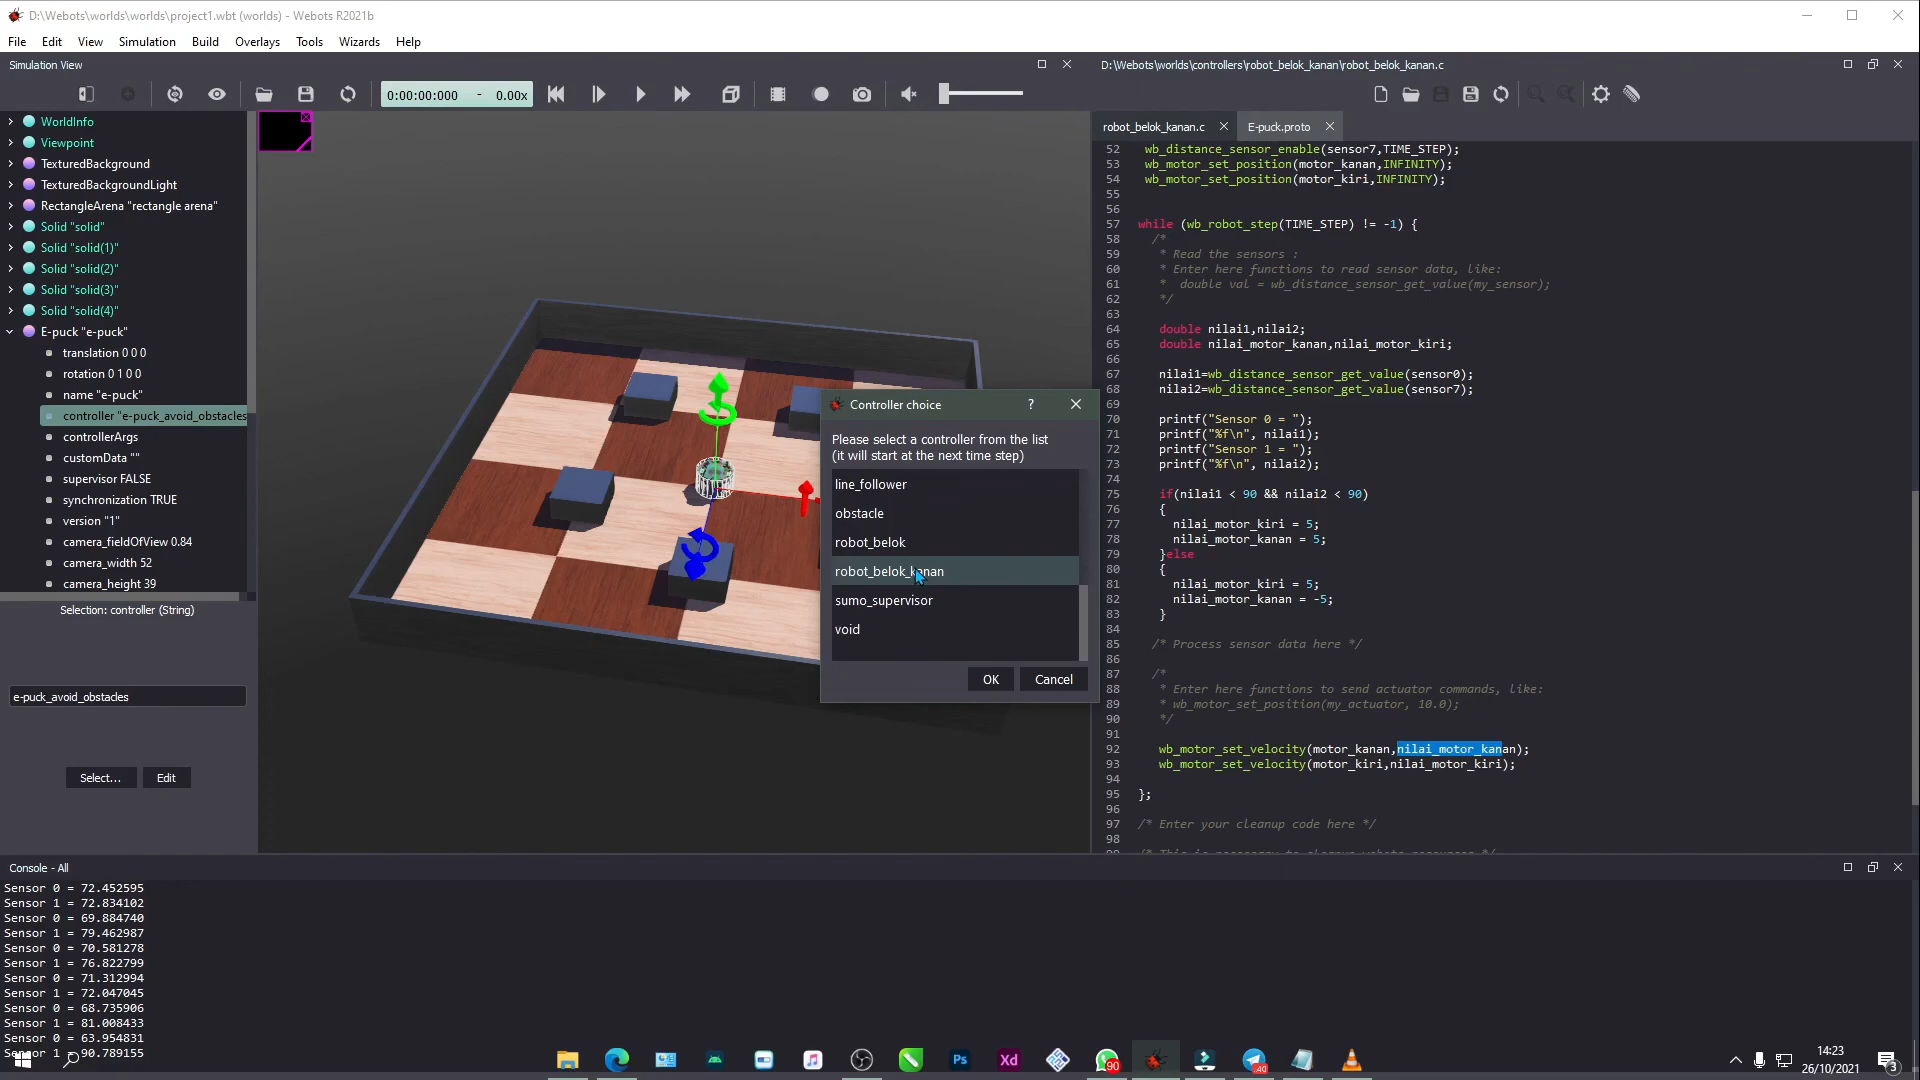 D:\Webots\worlds\worlds\project1.wbt (worlds) - Webots R2021b
File Edit View Simulation Build Overlays Tools Wizards Help
Simulation View
0:00:00:000 - 0.00x
WorldInfo
Viewpoint
TexturedBackground
TexturedBackgroundLight
RectangleArena "rectangle arena"
Solid "solid"
Solid "solid(1)"
Solid "solid(2)"
Solid "solid(3)"
Solid "solid(4)"
E-puck "e-puck"
translation 0 0 0
rotation 0 1 0 0
name "e-puck"
controller "e-puck_avoid_obstacles
controllerArgs
customData ""
supervisor FALSE
synchronization TRUE
version "1"
camera_fieldOfView 0.84
camera_width 52
camera_height 39
Selection: controller (String)
e-puck_avoid_obstacles
Select... Edit
Controller choice ?
Please select a controller from the list
(it will start at the next time step)
line_follower
obstacle
robot_belok
robot_belok_kanan
sumo_supervisor
void
OK Cancel
D:\Webots\worlds\controllers\robot_belok_kanan\robot_belok_kanan.c
robot_belok_kanan.c E-puck.proto
52 wb_distance_sensor_enable(sensor7,TIME_STEP);
53 wb_motor_set_position(motor_kanan,INFINITY);
54 wb_motor_set_position(motor_kiri,INFINITY);
55
56
57 while (wb_robot_step(TIME_STEP) != -1) {
58 /*
59 * Read the sensors :
60 * Enter here functions to read sensor data, like:
61 * double val = wb_distance_sensor_get_value(my_sensor);
62 */
63
64 double nilai1,nilai2;
65 double nilai_motor_kanan,nilai_motor_kiri;
66
67 nilai1=wb_distance_sensor_get_value(sensor0);
68 nilai2=wb_distance_sensor_get_value(sensor7);
69
70 printf("Sensor 0 = ");
71 printf("%f\n", nilai1);
72 printf("Sensor 1 = ");
73 printf("%f\n", nilai2);
74
75 if(nilai1 < 90 && nilai2 < 90)
76 {
77 nilai_motor_kiri = 5;
78 nilai_motor_kanan = 5;
79 }else
80 {
81 nilai_motor_kiri = 5;
82 nilai_motor_kanan = -5;
83 }
84
85 /* Process sensor data here */
86
87 /*
88 * Enter here functions to send actuator commands, like:
89 * wb_motor_set_position(my_actuator, 10.0);
90 */
91
92 wb_motor_set_velocity(motor_kanan,nilai_motor_kanan);
93 wb_motor_set_velocity(motor_kiri,nilai_motor_kiri);
94
95 };
96
97 /* Enter your cleanup code here */
98
Console - All
Sensor 0 = 72.452595
Sensor 1 = 72.834102
Sensor 0 = 69.884740
Sensor 1 = 79.462987
Sensor 0 = 70.581278
Sensor 1 = 76.822799
Sensor 0 = 71.312994
Sensor 1 = 72.047045
Sensor 0 = 68.735906
Sensor 1 = 81.008433
Sensor 0 = 63.954831
1 = 90.789155
Ps
Xd
90
40
14:23
26/10/2021
3